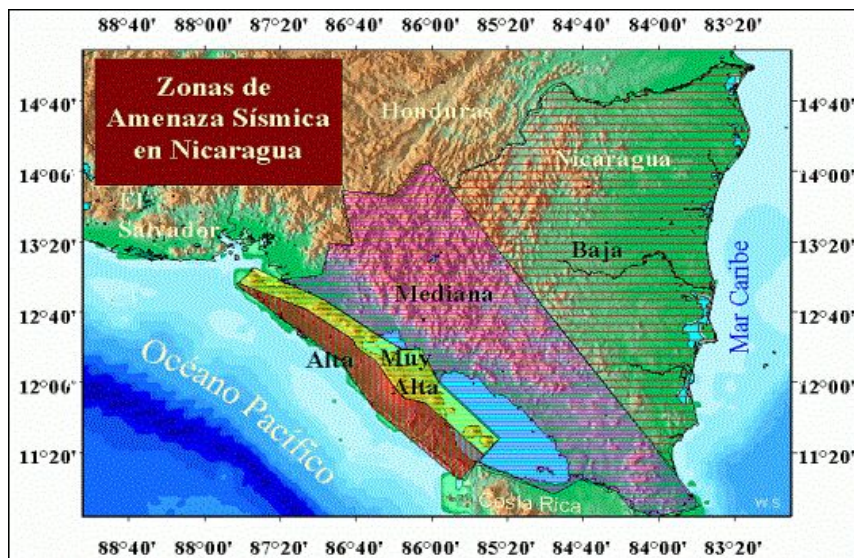 88°40' 88°00' 87°20' 86°40' 86°00' 85°20' 84°40' 84°00' 83°20'
Zonas de
Amenaza Sísmica
en Nicaragua
14°40' 14°40'
Honduras
14°06' 14°06'
Nicaragua
El
Salvador
13°20' 13°20'
Baja
Mar Caribe
Mediana
12°40' 12°40'
Océano Pacífico
Alta
Muy
Alta
12°06' 12°06'
11°20' 11°20'
Costa Rica
W S
88°40' 88°00' 87°20' 86°40' 86°00' 85°20' 84°40' 84°00' 83°20'